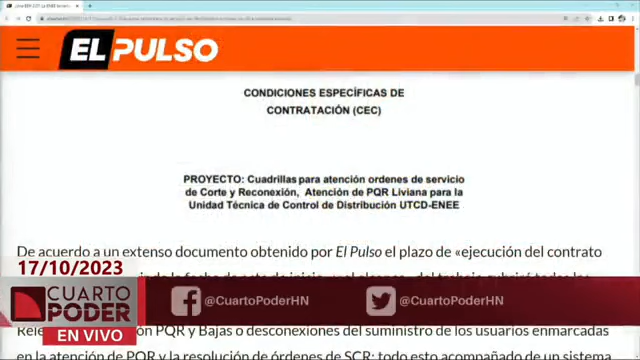 EL PULSO
CONDICIONES ESPECÍFICAS DE
CONTRATACIÓN (CEC)
PROYECTO: Cuadrillas para atención ordenes de servicio
de Corte y Reconexión, Atención de PQR Liviana para la
Unidad Técnica de Control de Distribución UTCD-ENEE
De acuerdo a un extenso documento obtenido por El Pulso el plazo de «ejecución del contrato
17/10/2023
CUARTO
PODER
EN VIVO
@CuartoPoderHN
@CuartoPoderHN
PQR y Bajas o desconexiones del suministro de los usuarios enmarcadas
en la atención de PQR y la resolución de órdenes de SCR; todo esto acompañado de un sistema